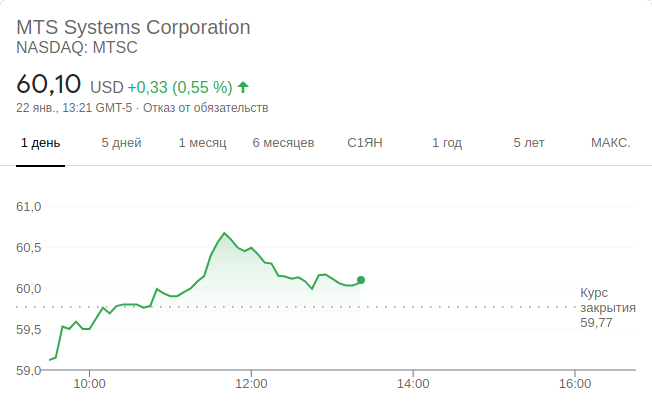 MTS Systems Corporation
NASDAQ: MTSC
60,10 USD +0,33 (0,55 %)
22 янв., 13:21 GMT-5 · Отказ от обязательств
1 день 5 дней 1 месяц 6 месяцев С1ЯН 1 год 5 лет МАКС.
61,0
60,5
60,0
59,5
59,0
Курс
закрытия
59,77
10:00 12:00 14:00 16:00